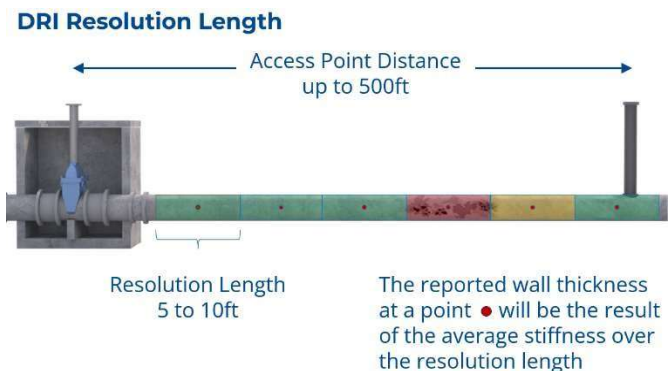 DRI Resolution Length
Access Point Distance
up to 500ft
Resolution Length
5 to 10ft
The reported wall thickness
at a point ● will be the result
of the average stiffness over
the resolution length